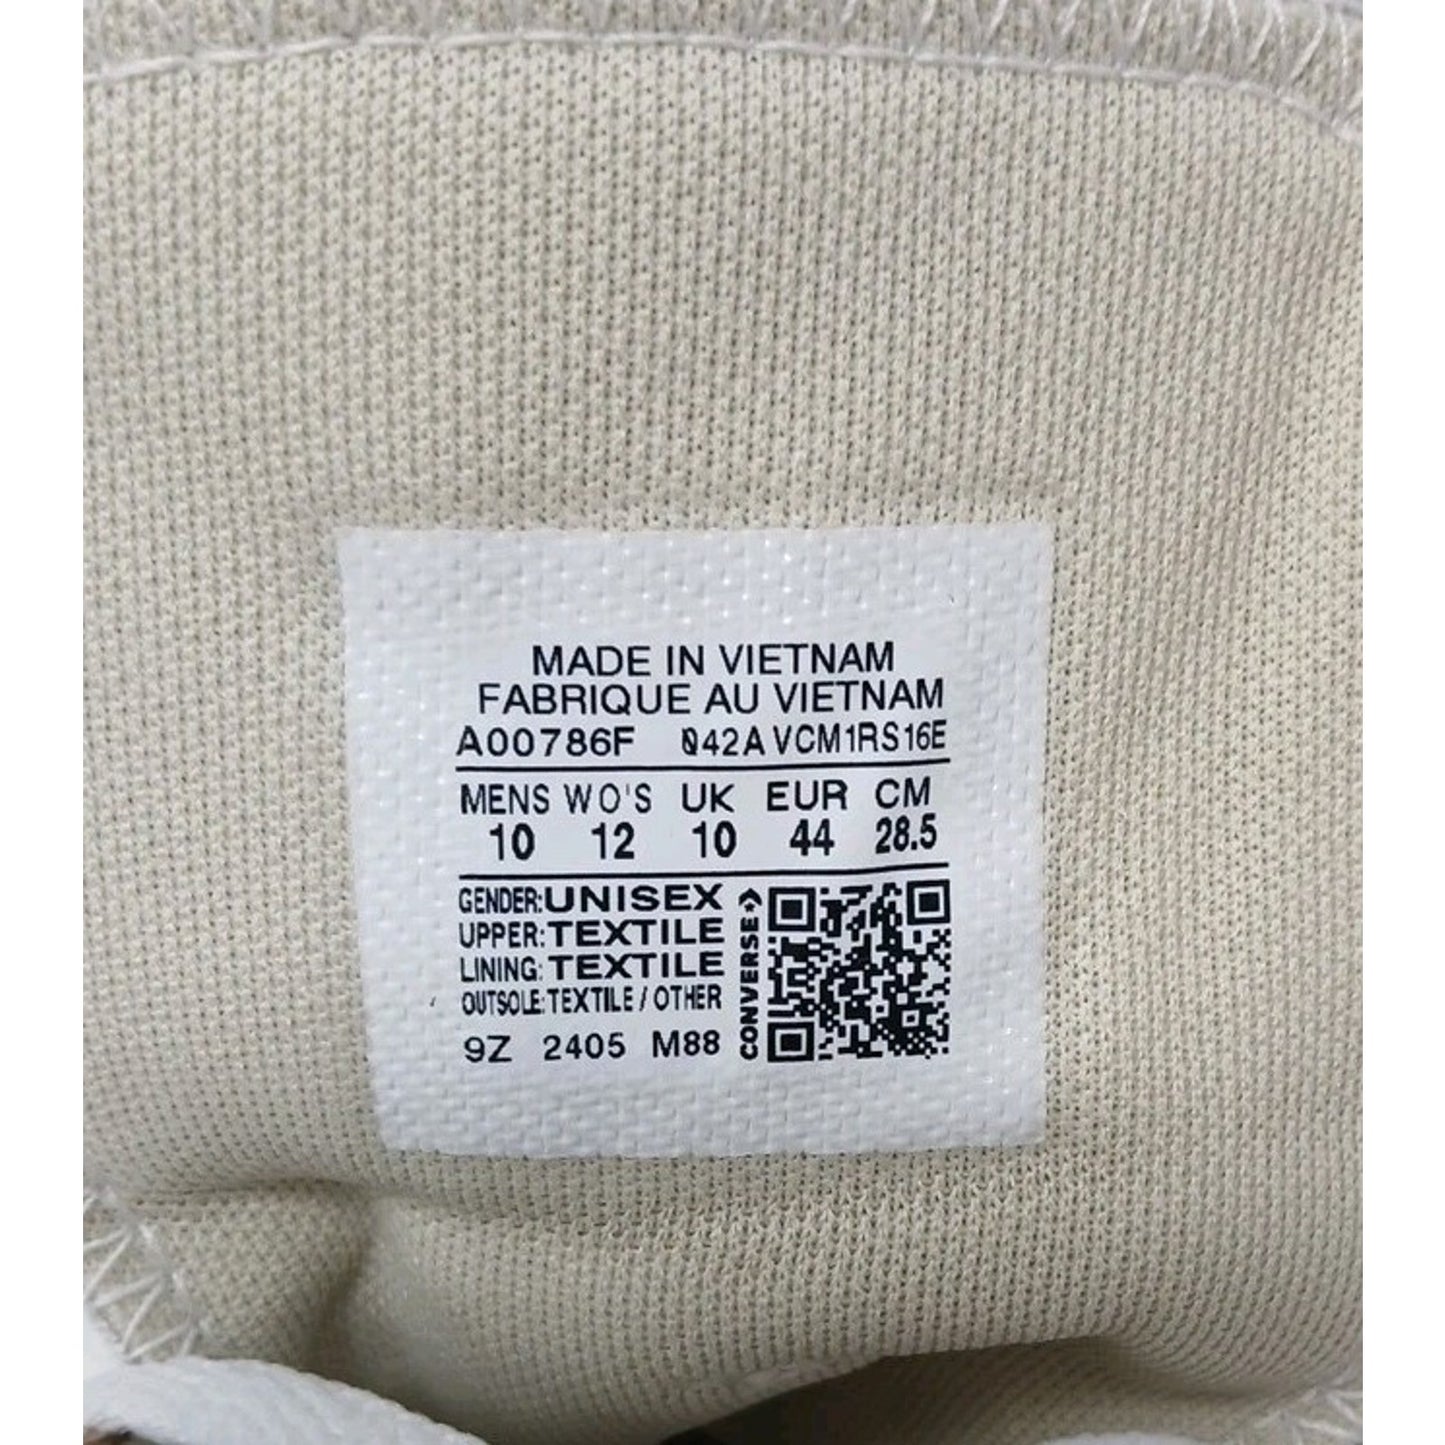 MADE IN VIETNAM
FABRIQUE AU VIETNAM
A00786F 042A VCM1RS16E
MENS WO'S UK EUR CM
10 12 10 44 28.5
GENDER: UNISEX
UPPER: TEXTILE
LINING: TEXTILE
OUTSOLE: TEXTILE / OTHER
9Z 2405 M88
CONVERSE